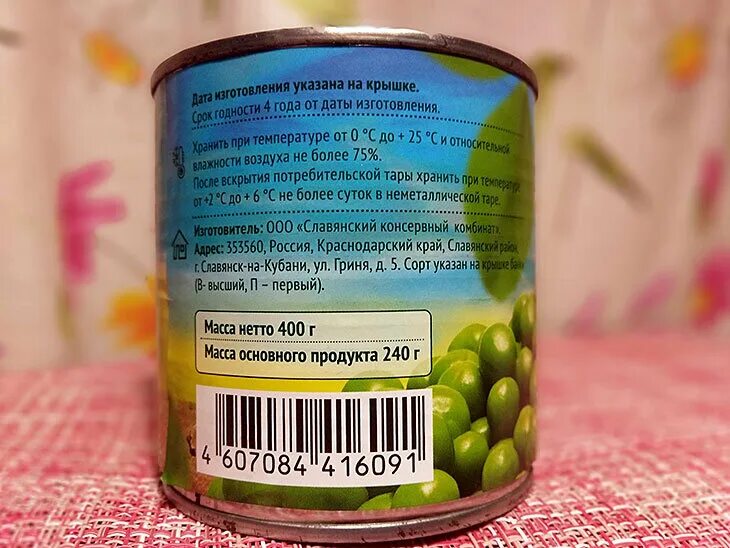 Дата изготовления указана на крышке.
Срок годности 4 года от даты изготовления.
Хранить при температуре от 0 °C до + 25 °C и относительной
влажности воздуха не более 75%.
После вскрытия потребительской тары хранить при температуре
от +2 °C до + 6 °C не более суток в неметаллической таре.
Изготовитель: ООО «Славянский консервный комбинат».
Адрес: 353560, Россия, Краснодарский край, Славянский район,
г. Славянск-на-Кубани, ул. Гриня, д. 5. Сорт указан на крышке банки
(В- высший, П – первый).
Масса нетто 400 г
Масса основного продукта 240 г
4 607084 416091